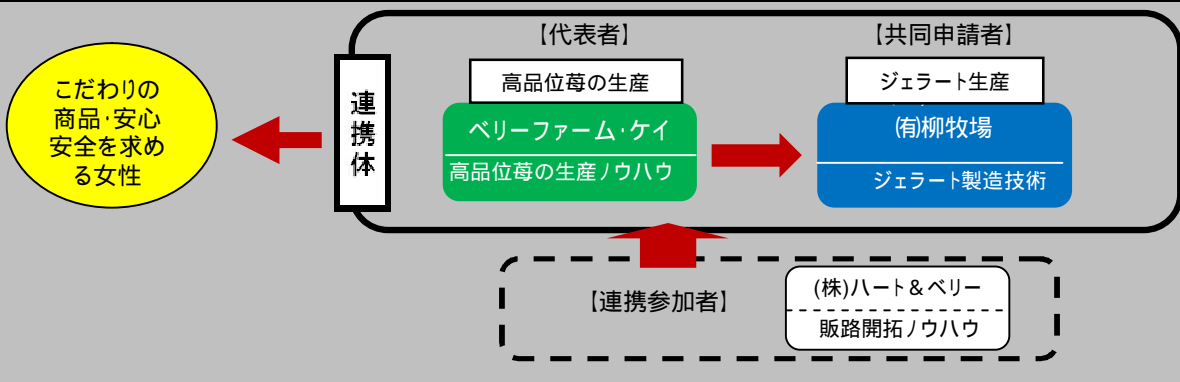 こだわりの
商品・安心
安全を求め
る女性
連
携
体
【代表者】
高品位苺の生産
ベリーファーム・ケイ
高品位苺の生産ノウハウ
【共同申請者】
ジェラート生産
(有)柳牧場
ジェラート製造技術
【連携参加者】
(株)ハート＆ベリー
販路開拓ノウハウ